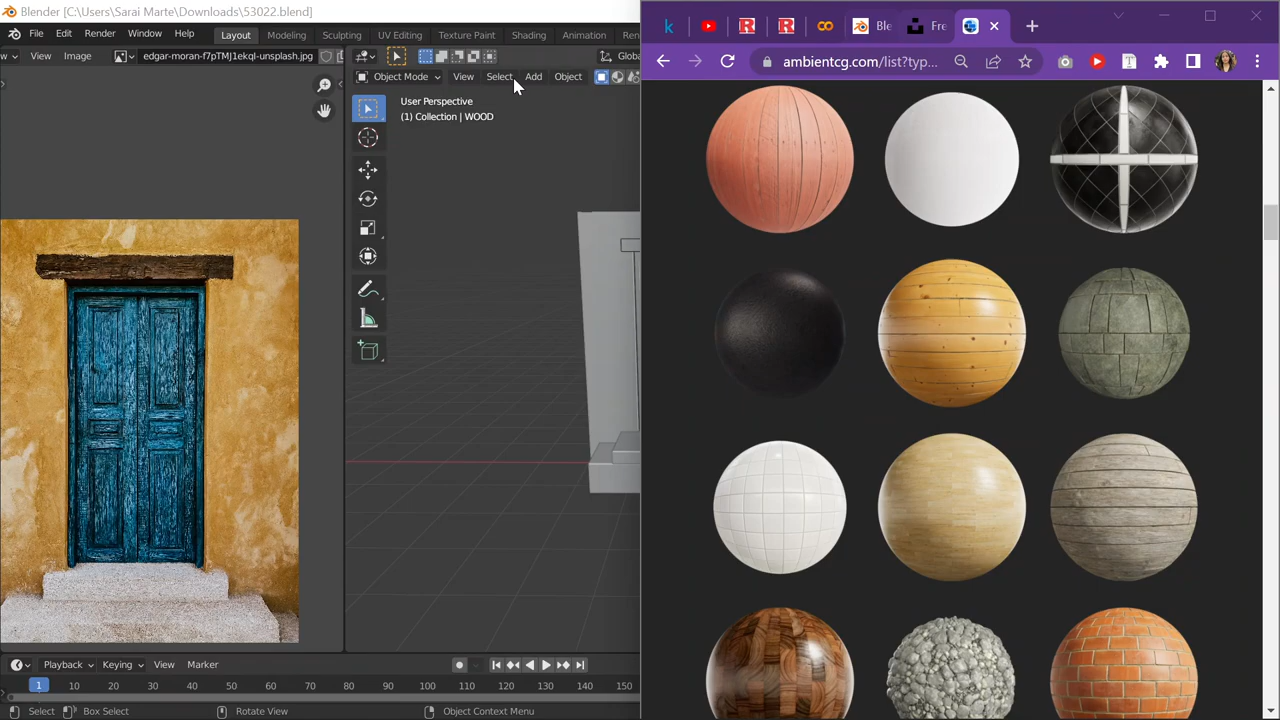 Blender [C:\Users\Sarai Marte\Downloads\53022.blend]
File Edit Render Window Help Layout Modeling Sculpting UV Editing Texture Paint Shading Animation
View Image edgar-moran-f7pTMJ1ekqI-unsplash.jpg
Object Mode View Select Add Object
User Perspective
(1) Collection | WOOD
Playback Keying View Marker
1 10 20 30 40 50 60 70 80 90 100 110 120 130 140 150
Select Box Select Rotate View Object Context Menu
Ble Fre
ambientcg.com/list?typ...